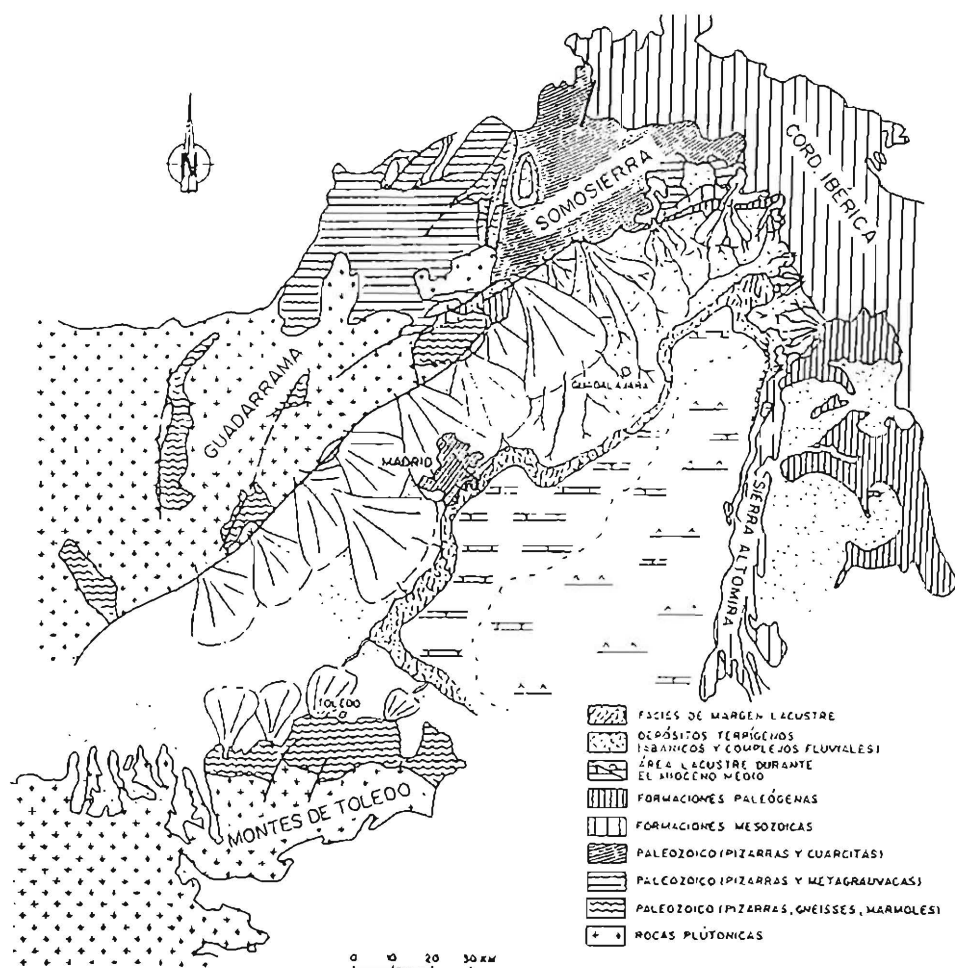 N
CORD. IBERICA
SOMOSIERRA
GUADARRAMA
GUADALAJARA
MADRID
SIERRA ALTOMIRA
TOLEDO
MONTES DE TOLEDO
FACIES DE MARGEN LACUSTRE
DEPÓSITOS TERRÍGENOS
(ABANICOS Y COMPLEJOS FLUVIALES)
ÁREA LACUSTRE DURANTE
EL MIOCENO MEDIO
FORMACIONES PALEÓGENAS
FORMACIONES MESOZOICAS
PALEOZOICO (PIZARRAS Y CUARCITAS)
PALEOZOICO (PIZARRAS Y METAGRAUVACAS)
PALEOZOICO (PIZARRAS, GNEISSES, MARMOLES)
ROCAS PLÚTONICAS
0 10 20 30 KM